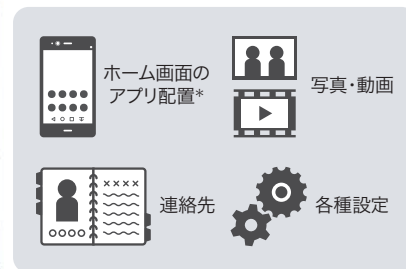 ホーム画面の
アプリ配置*
写真・動画
連絡先
各種設定